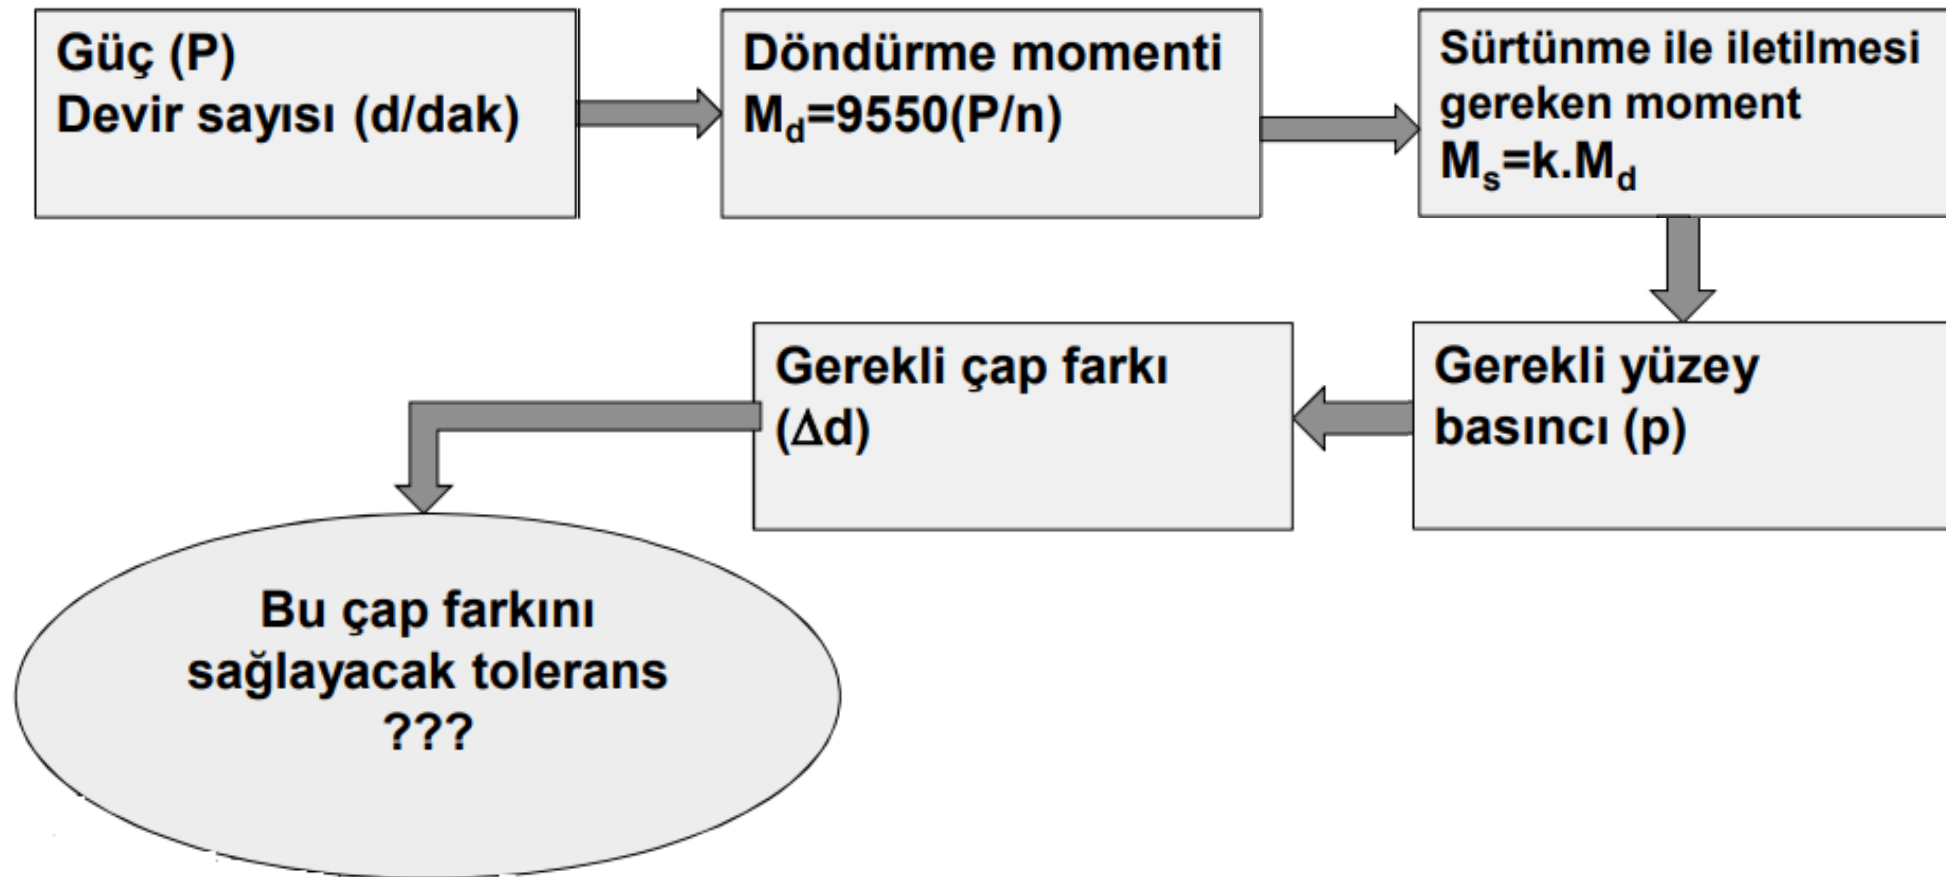 Güç (P)
Devir sayısı (d/dak)
Döndürme momenti
Md=9550(P/n)
Sürtünme ile iletilmesi
gereken moment
Ms=k.Md
Gerekli yüzey
basıncı (p)
Gerekli çap farkı
(Δd)
Bu çap farkını
sağlayacak tolerans
???